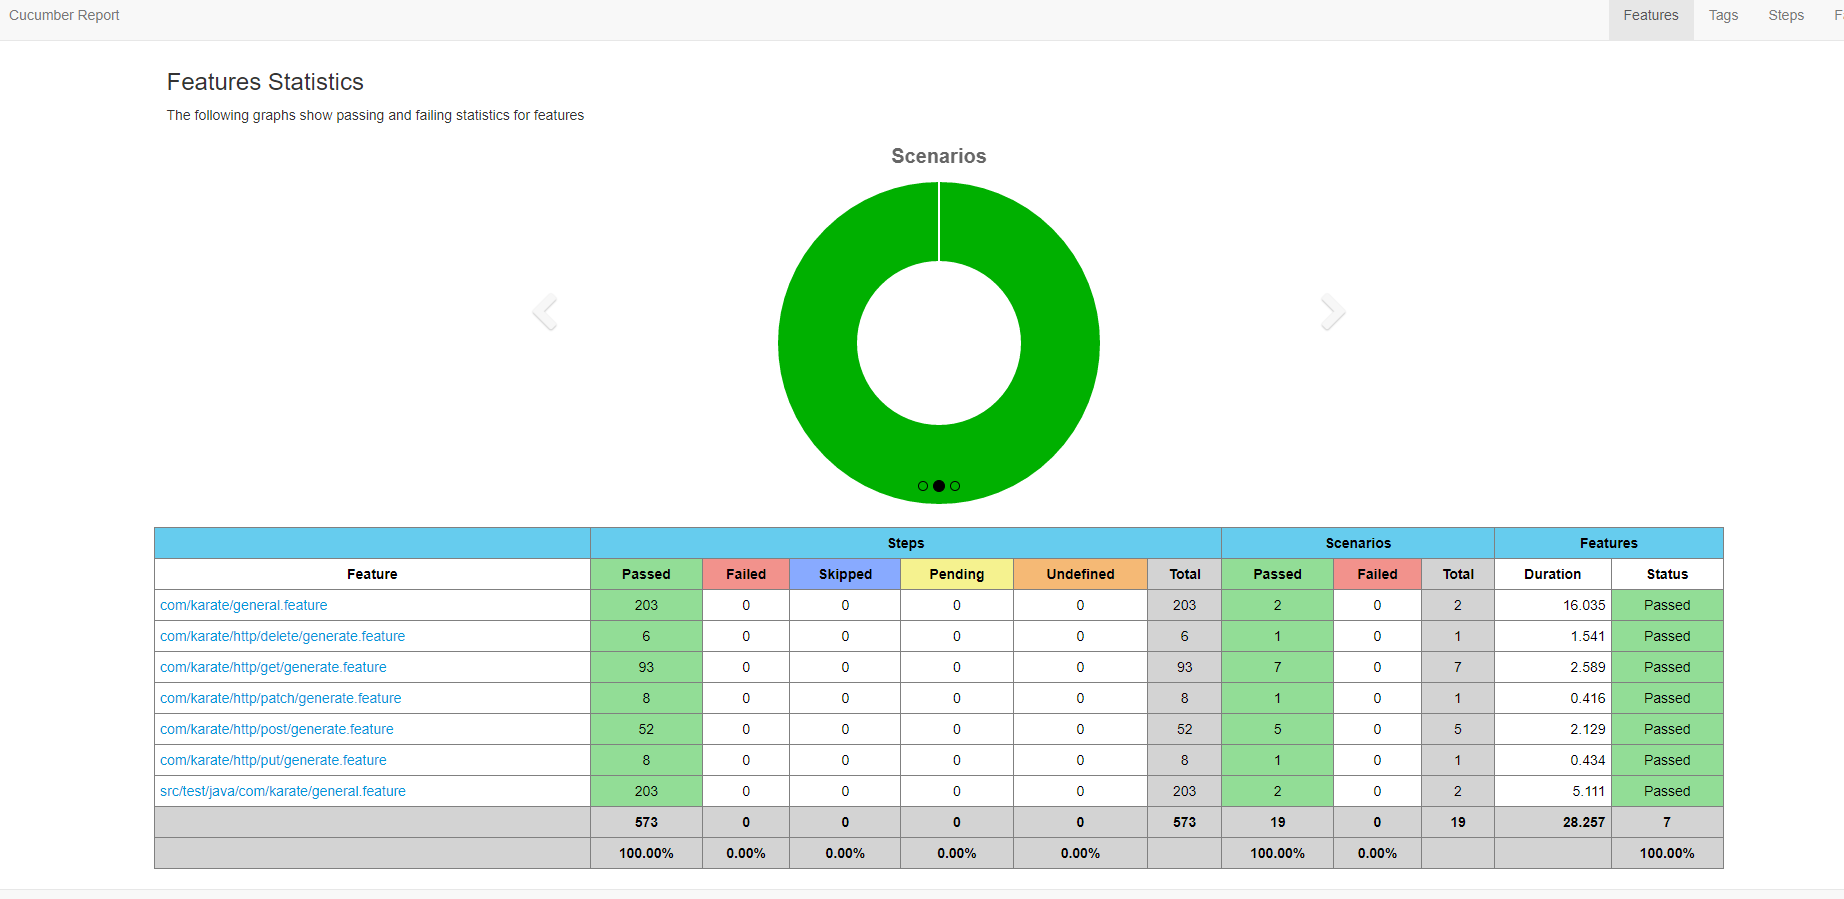 Cucumber Report Features Tags Steps
Features Statistics
The following graphs show passing and failing statistics for features
Scenarios
Steps Scenarios Features
Feature Passed Failed Skipped Pending Undefined Total Passed Failed Total Duration Status
com/karate/general.feature 203 0 0 0 0 203 2 0 2 16.035 Passed
com/karate/http/delete/generate.feature 6 0 0 0 0 6 1 0 1 1.541 Passed
com/karate/http/get/generate.feature 93 0 0 0 0 93 7 0 7 2.589 Passed
com/karate/http/patch/generate.feature 8 0 0 0 0 8 1 0 1 0.416 Passed
com/karate/http/post/generate.feature 52 0 0 0 0 52 5 0 5 2.129 Passed
com/karate/http/put/generate.feature 8 0 0 0 0 8 1 0 1 0.434 Passed
src/test/java/com/karate/general.feature 203 0 0 0 0 203 2 0 2 5.111 Passed
573 0 0 0 0 573 19 0 19 28.257 7
100.00% 0.00% 0.00% 0.00% 0.00% 100.00% 0.00% 100.00%